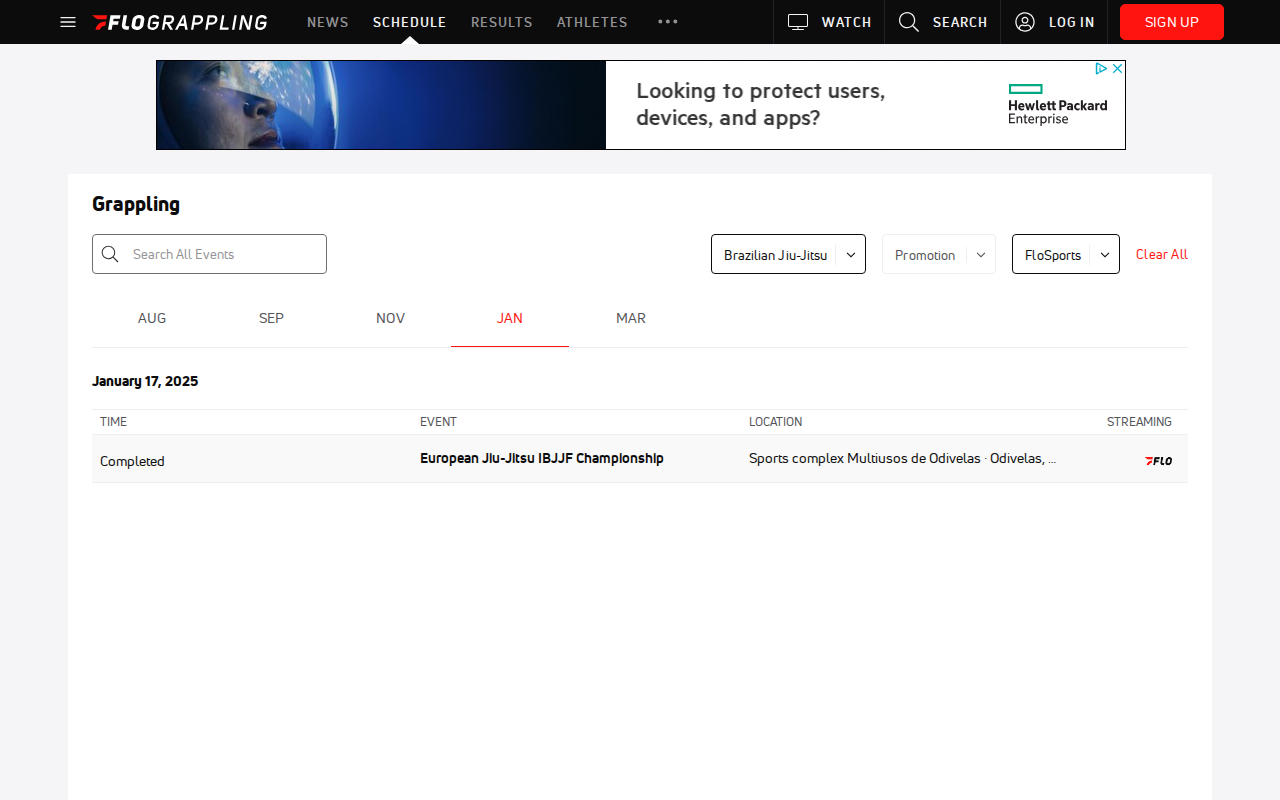 FLOGRAPPLING NEWS SCHEDULE RESULTS ATHLETES WATCH SEARCH LOG IN SIGN UP
Looking to protect users,
devices, and apps?
Hewlett Packard
Enterprise
Grappling
Search All Events Brazilian Jiu-Jitsu Promotion FloSports Clear All
AUG SEP NOV JAN MAR
January 17, 2025
TIME EVENT LOCATION STREAMING
Completed European Jiu-Jitsu IBJJF Championship Sports complex Multiusos de Odivelas · Odivelas, ... FLO